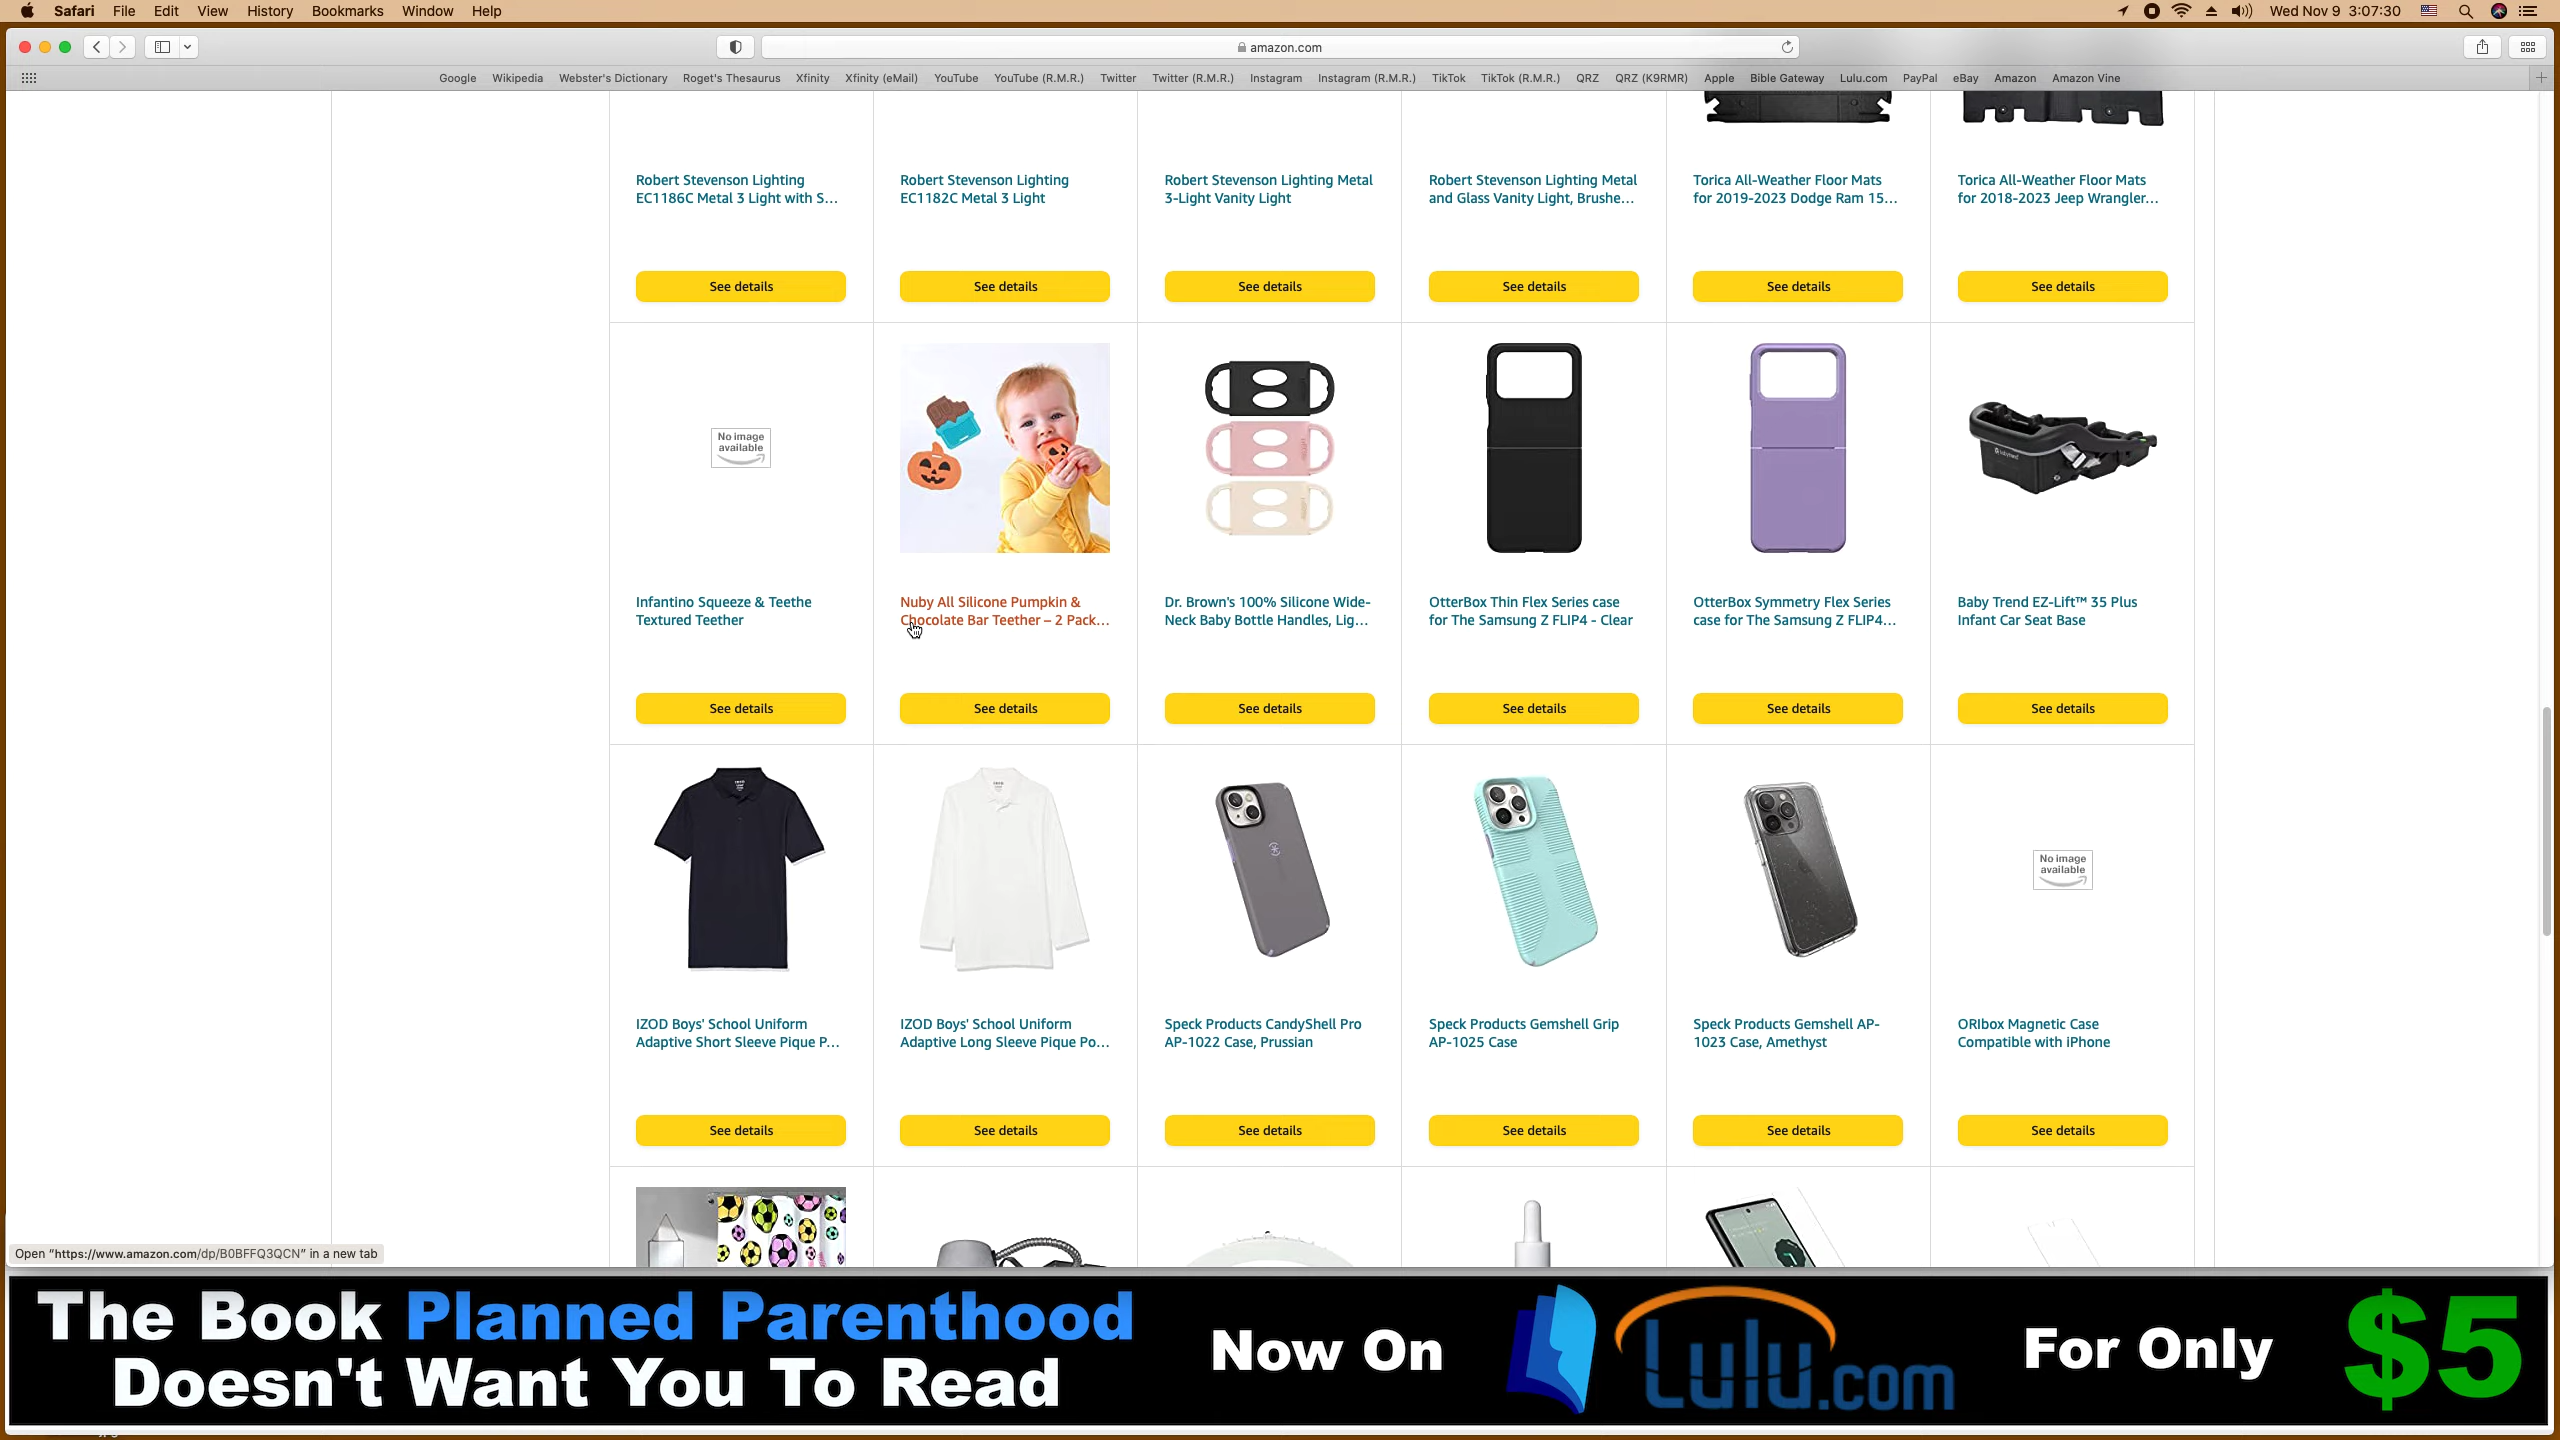 Safari File Edit View History Bookmarks Window Help
Wed Nov 9 3:07:30
amazon.com
Google Wikipedia Webster's Dictionary Roget's Thesaurus Xfinity Xfinity (eMail) YouTube YouTube (R.M.R.) Twitter Twitter (R.M.R.) Instagram Instagram (R.M.R.) TikTok TikTok (R.M.R.) QRZ QRZ (K9RMR) Apple Bible Gateway Lulu.com PayPal eBay Amazon Amazon Vine
Robert Stevenson Lighting
EC1186C Metal 3 Light with S...
Robert Stevenson Lighting
EC1182C Metal 3 Light
Robert Stevenson Lighting Metal
3-Light Vanity Light
Robert Stevenson Lighting Metal
and Glass Vanity Light, Brushe...
Torica All-Weather Floor Mats
for 2019-2023 Dodge Ram 15...
Torica All-Weather Floor Mats
for 2018-2023 Jeep Wrangler...
See details See details See details See details See details See details
No image
available
Infantino Squeeze & Teethe
Textured Teether
Nuby All Silicone Pumpkin &
Chocolate Bar Teether – 2 Pack...
Dr. Brown's 100% Silicone Wide-
Neck Baby Bottle Handles, Lig...
OtterBox Thin Flex Series case
for The Samsung Z FLIP4 - Clear
OtterBox Symmetry Flex Series
case for The Samsung Z FLIP4...
Baby Trend EZ-Lift™ 35 Plus
Infant Car Seat Base
See details See details See details See details See details See details
No image
available
IZOD Boys' School Uniform
Adaptive Short Sleeve Pique P...
IZOD Boys' School Uniform
Adaptive Long Sleeve Pique Po...
Speck Products CandyShell Pro
AP-1022 Case, Prussian
Speck Products Gemshell Grip
AP-1025 Case
Speck Products Gemshell AP-
1023 Case, Amethyst
ORIbox Magnetic Case
Compatible with iPhone
See details See details See details See details See details See details
Open "https://www.amazon.com/dp/B0BFFQ3QCN" in a new tab
The Book Planned Parenthood
Doesn't Want You To Read
Now On
Lulu.com
For Only
$5